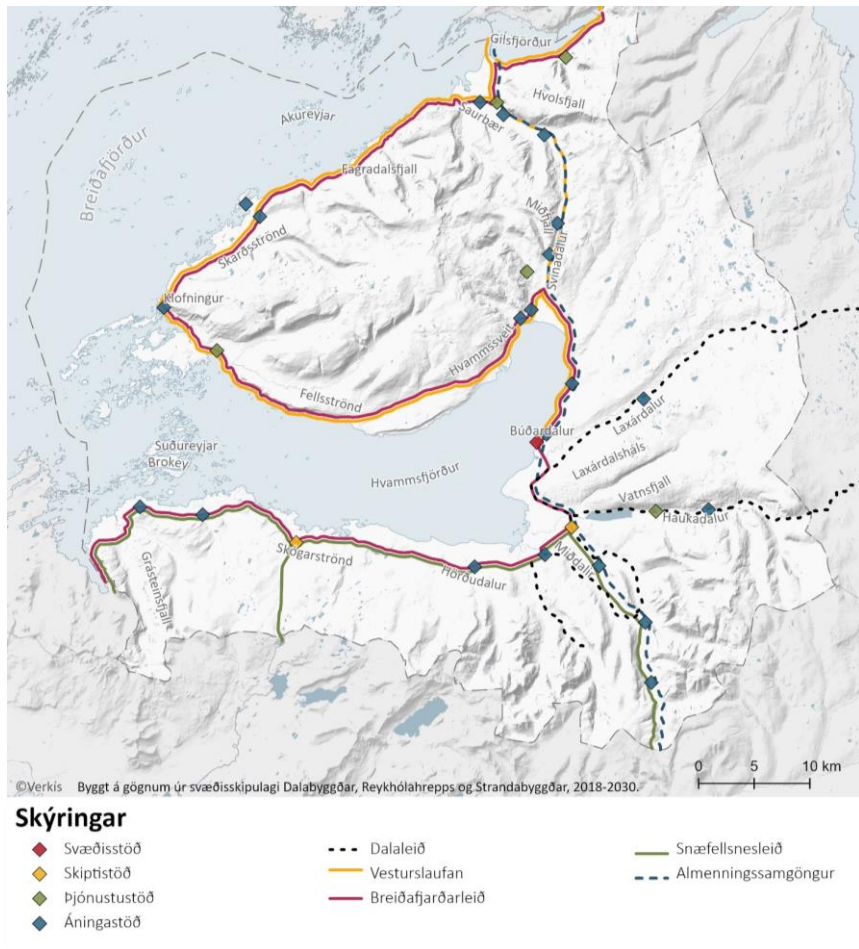 Gilsfjörður
Hvolsfjall
Saurbær
Akureyjar
Breiðafjörður
Fagradalsfjall
Miðfjall
Skarðsströnd
Svínadalur
Klofningur
Hvammssveit
Fellsströnd
Laxárdalur
Búðardalur
Suðureyjar
Brokey
Laxárdalsháls
Hvammsfjörður
Vatnsfjall
Haukadalur
Skógarströnd
Miðdalir
Grásteinsfjall
Hörðudalur
©Verkís Byggt á gögnum úr svæðisskipulagi Dalabyggðar, Reykhólahrepps og Strandabyggðar, 2018-2030.
0 5 10 km
Skýringar
Svæðisstöð
Skiptistöð
Þjónustustöð
Áningastöð
Dalaleið
Vesturslaufan
Breiðafjarðarleið
Snæfellsnesleið
Almenningssamgöngur